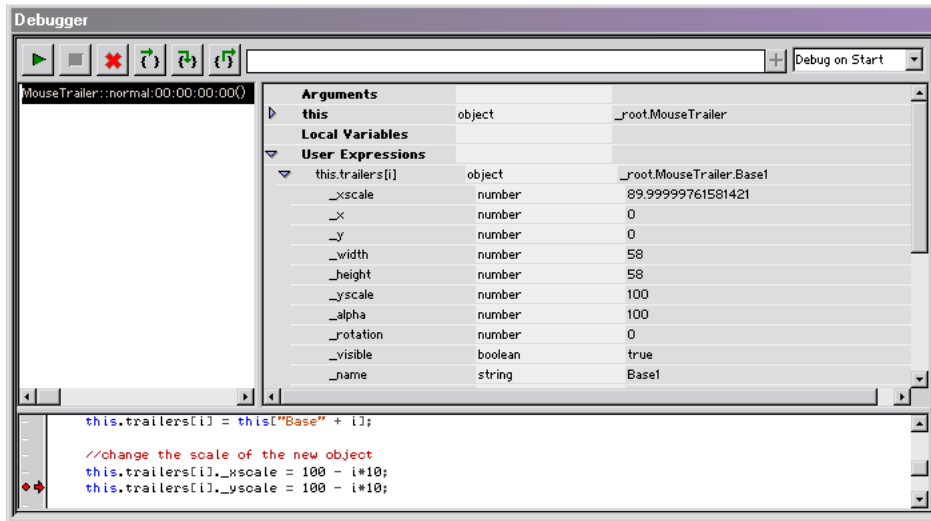 Debugger
Debug on Start
MouseTrailer::normal:00:00:00:00()
Arguments
this object _root.MouseTrailer
Local Variables
User Expressions
this.trailers[i] object _root.MouseTrailer.Base1
_xscale number 89.99999761581421
_x number 0
_y number 0
_width number 58
_height number 58
_yscale number 100
_alpha number 100
_rotation number 0
_visible boolean true
_name string Base1
this.trailers[i] = this["Base" + i];
//change the scale of the new object
this.trailers[i]._xscale = 100 - i*10;
this.trailers[i]._yscale = 100 - i*10;